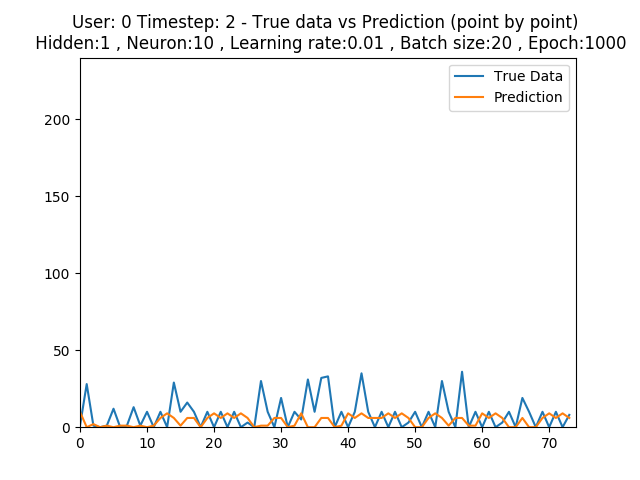 User: 0 Timestep: 2 - True data vs Prediction (point by point)
Hidden:1 , Neuron:10 , Learning rate:0.01 , Batch size:20 , Epoch:1000
True Data
Prediction
200
150
100
50
0
0 10 20 30 40 50 60 70